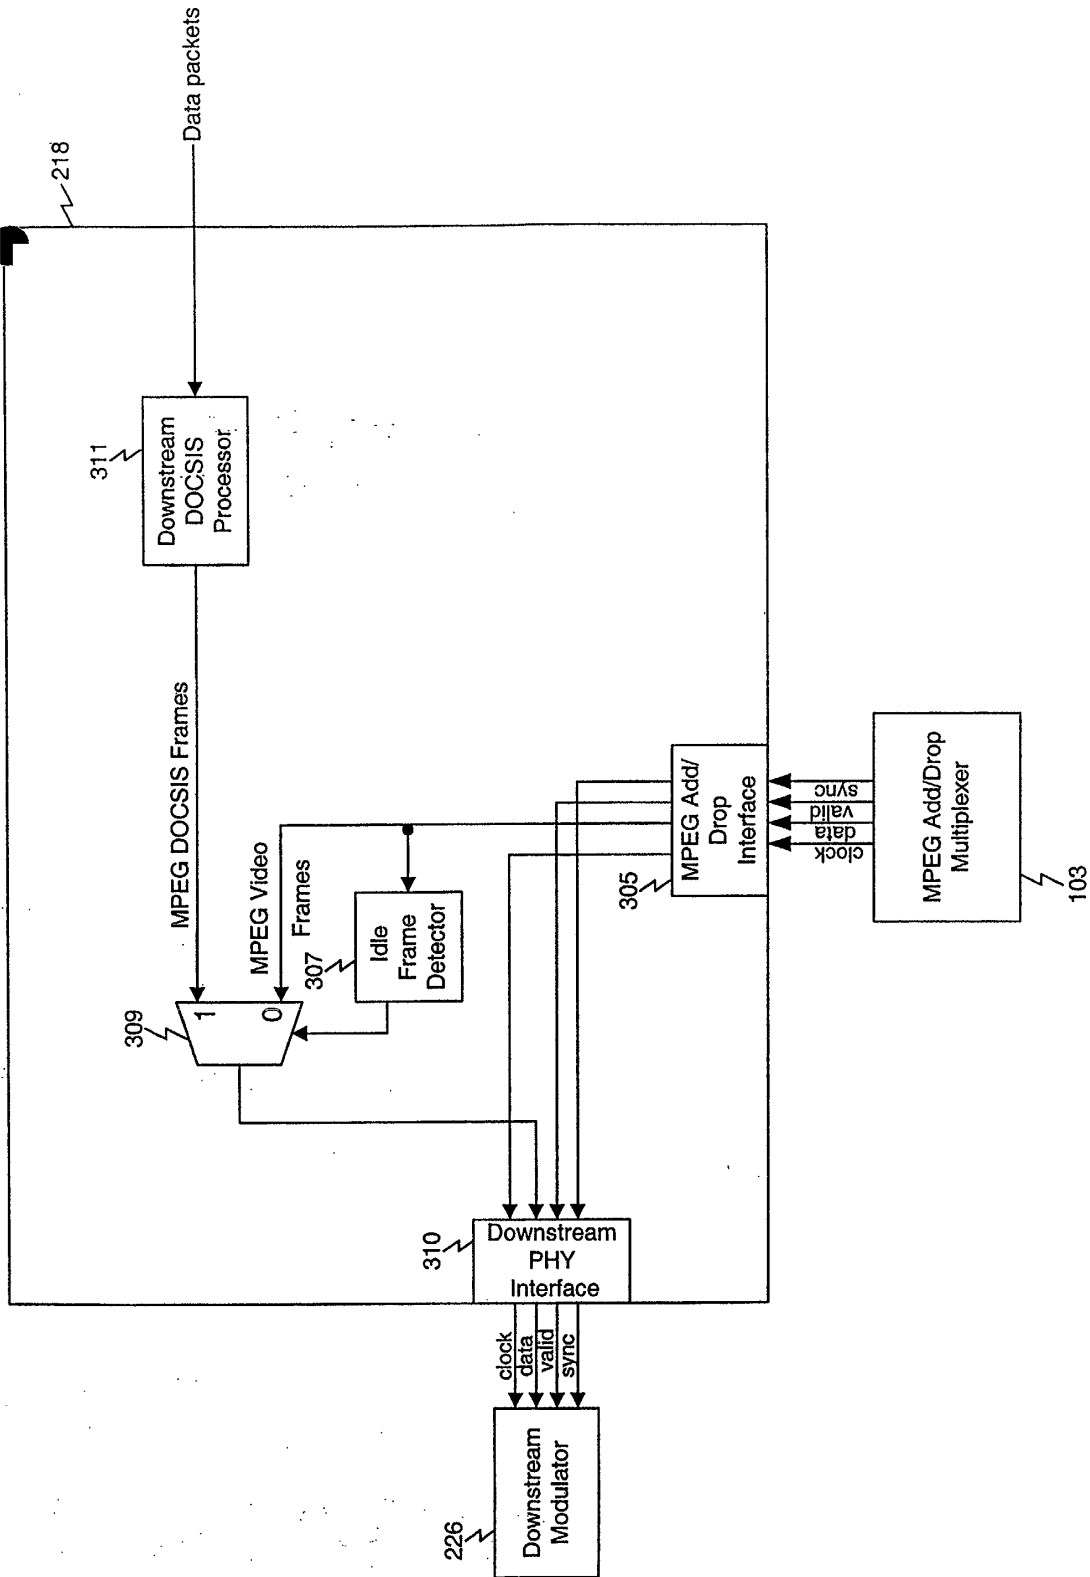 226
Downstream
Modulator
clock
data
valid
sync
310
Downstream
PHY
Interface
309
1
0
MPEG DOCSIS Frames
MPEG Video
Frames
307
Idle
Frame
Detector
311
Downstream
DOCSIS
Processor
218
Data packets
305
MPEG Add/
Drop
Interface
clock
data
valid
sync
MPEG Add/Drop
Multiplexer
103